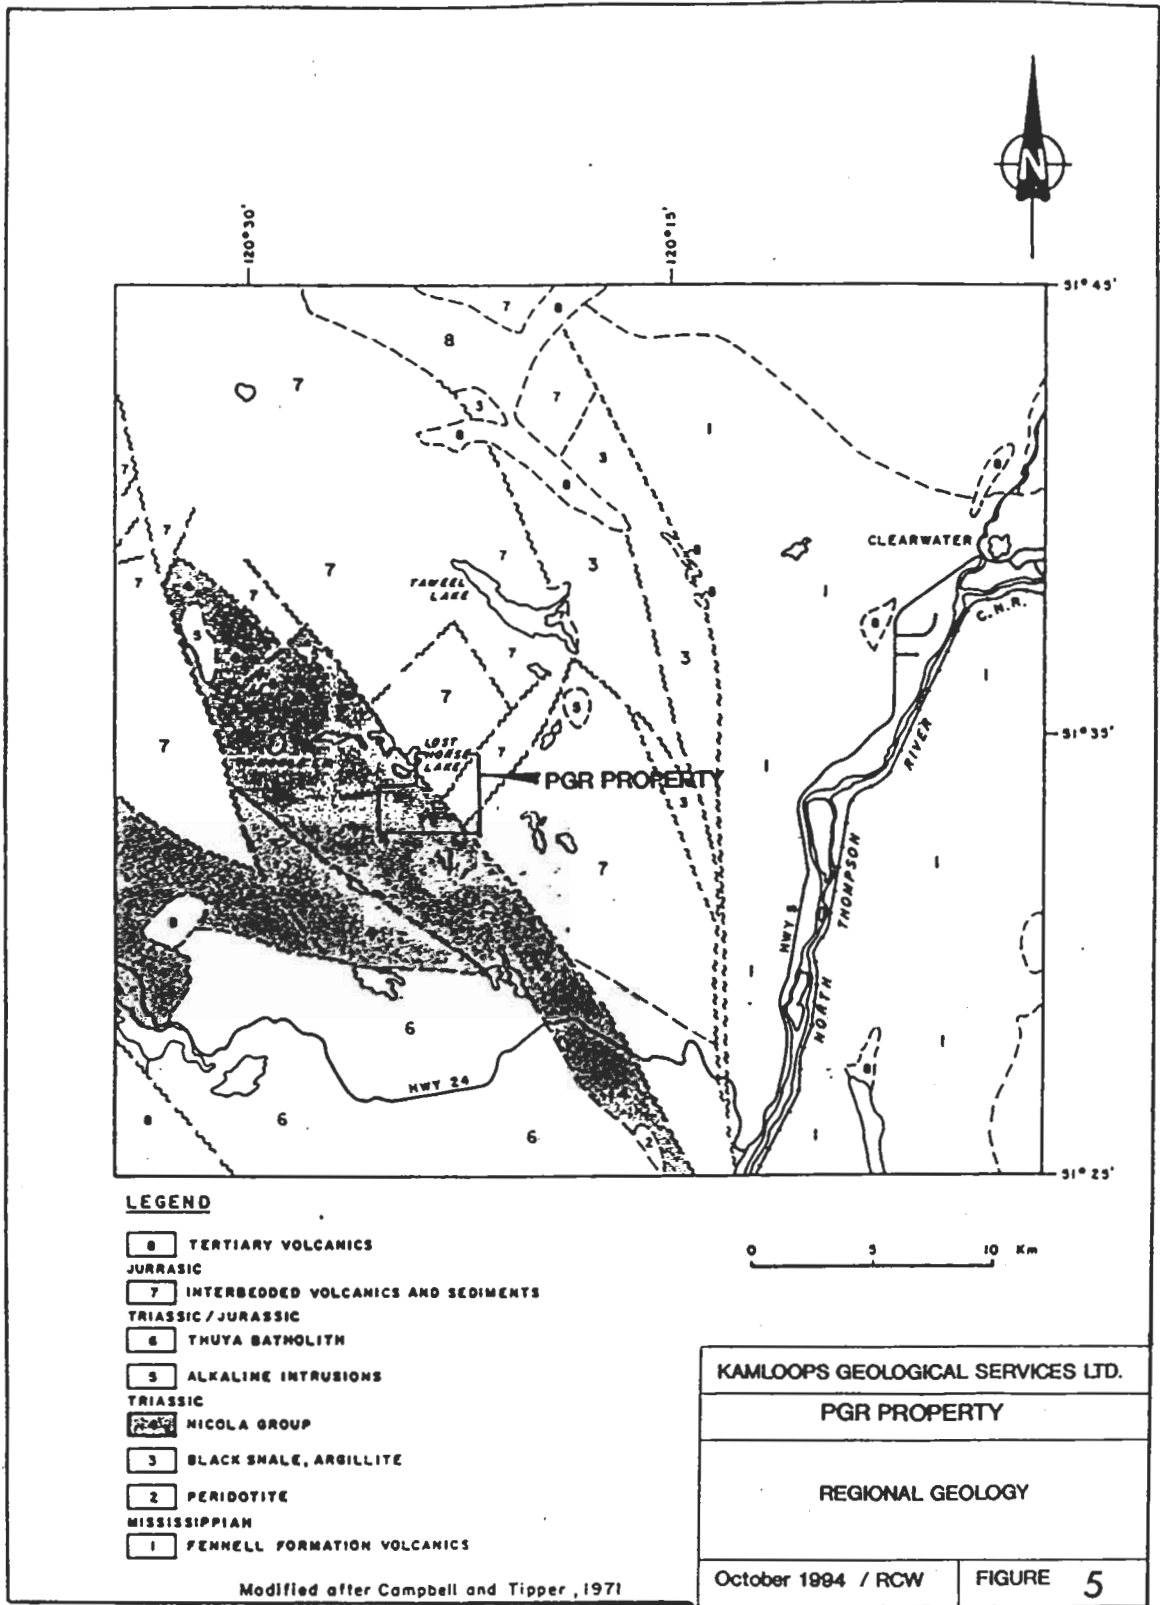 N
120°30'
120°15'
51°45'
7
8
8
7
3
7
8
1
3
8
8
7
CLEARWATER
7
7
3
8
7
7
7
TAWEEL
LAKE
8
1
8
C.N.R.
5
7
3
7
1
5
7
LOST
HORSE
LAKE
7
RIVER
51°35'
1
PGR PROPERTY
3
7
1
THOMPSON
HWY 5
8
1
NORTH
6
1
HWY 24
8
8
6
6
2
1
51°25'
LEGEND
8 TERTIARY VOLCANICS
JURRASIC
7 INTERBEDDED VOLCANICS AND SEDIMENTS
TRIASSIC/JURASSIC
6 THUYA BATHOLITH
5 ALKALINE INTRUSIONS
TRIASSIC
4 NICOLA GROUP
3 BLACK SHALE, ARGILLITE
2 PERIDOTITE
MISSISSIPPIAN
1 FENNELL FORMATION VOLCANICS
0 5 10 Km
Modified after Campbell and Tipper, 1971
KAMLOOPS GEOLOGICAL SERVICES LTD.
PGR PROPERTY
REGIONAL GEOLOGY
October 1994 / RCW
FIGURE 5